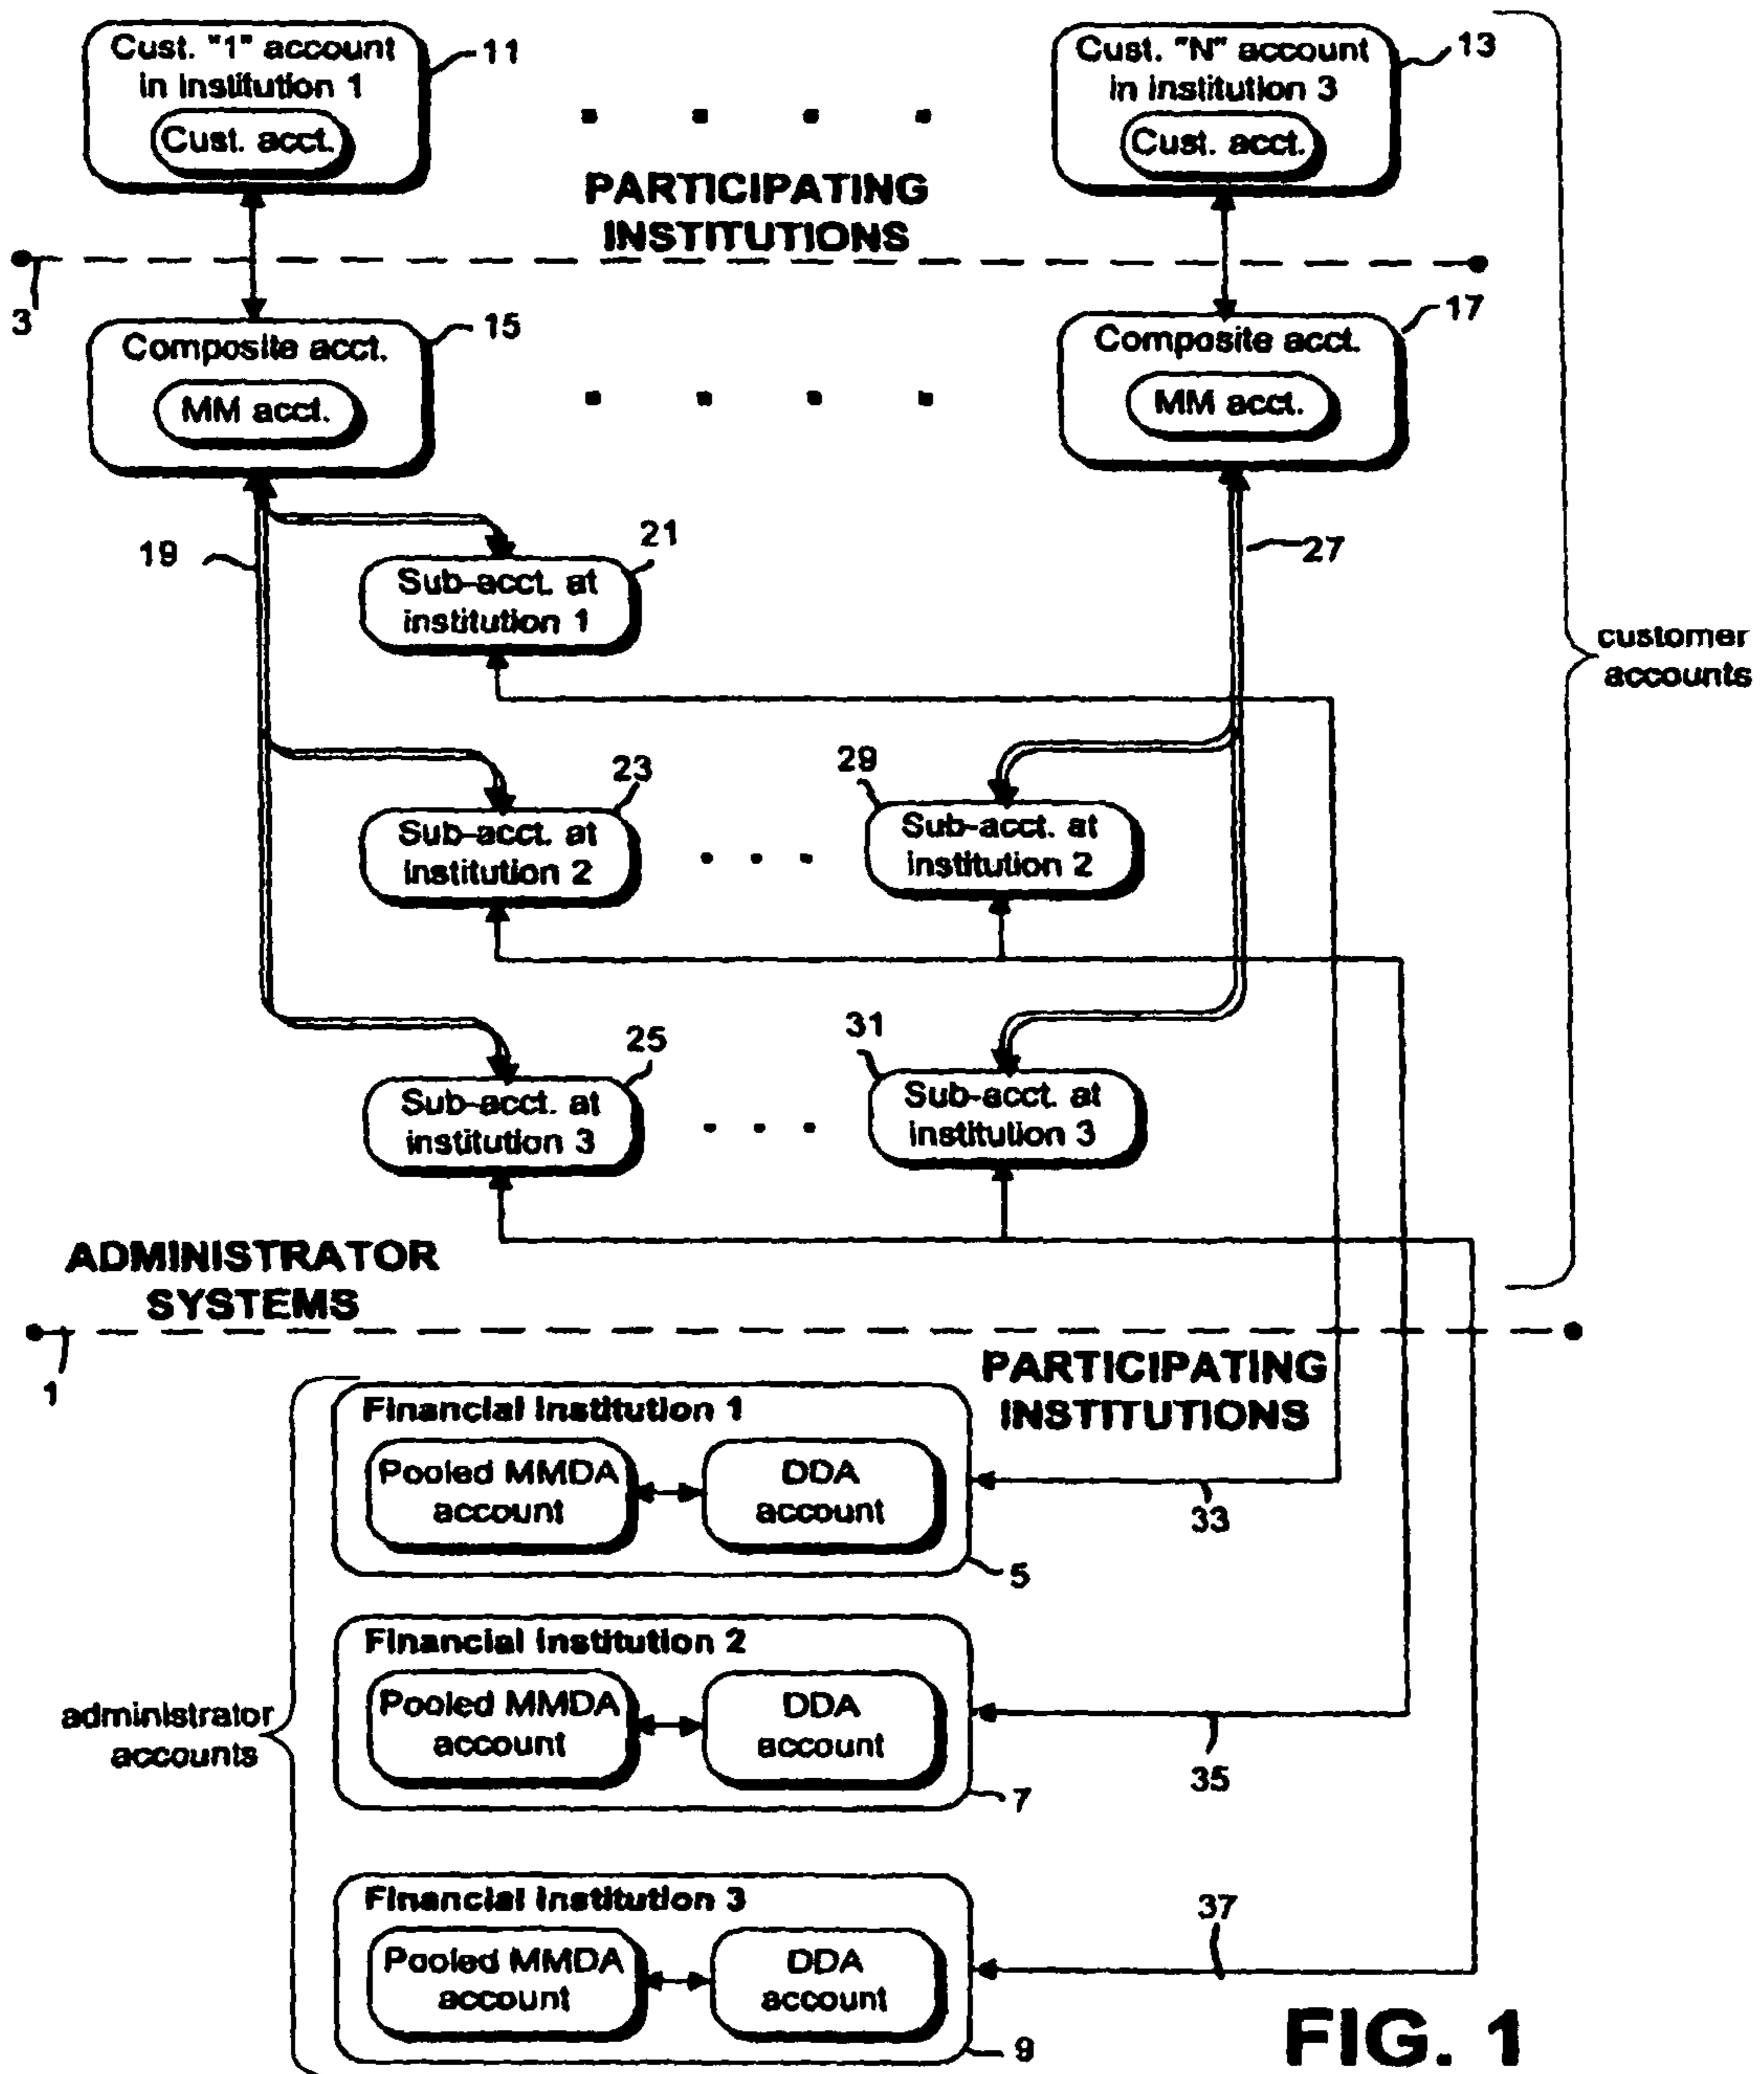 Cust. "1" account
in institution 1
Cust. acct.
11
Cust. "N" account
in institution 3
Cust. acct.
13
PARTICIPATING
INSTITUTIONS
3
Composite acct.
MM acct.
15
Composite acct.
MM acct.
17
19
21
27
Sub-acct. at
institution 1
customer
accounts
23
29
Sub-acct. at
institution 2
Sub-acct. at
institution 2
25
31
Sub-acct. at
institution 3
Sub-acct. at
institution 3
ADMINISTRATOR
SYSTEMS
1
PARTICIPATING
INSTITUTIONS
Financial Institution 1
Pooled MMDA
account
DDA
account
33
5
Financial Institution 2
Pooled MMDA
account
DDA
account
administrator
accounts
35
7
Financial Institution 3
Pooled MMDA
account
DDA
account
37
9
FIG. 1